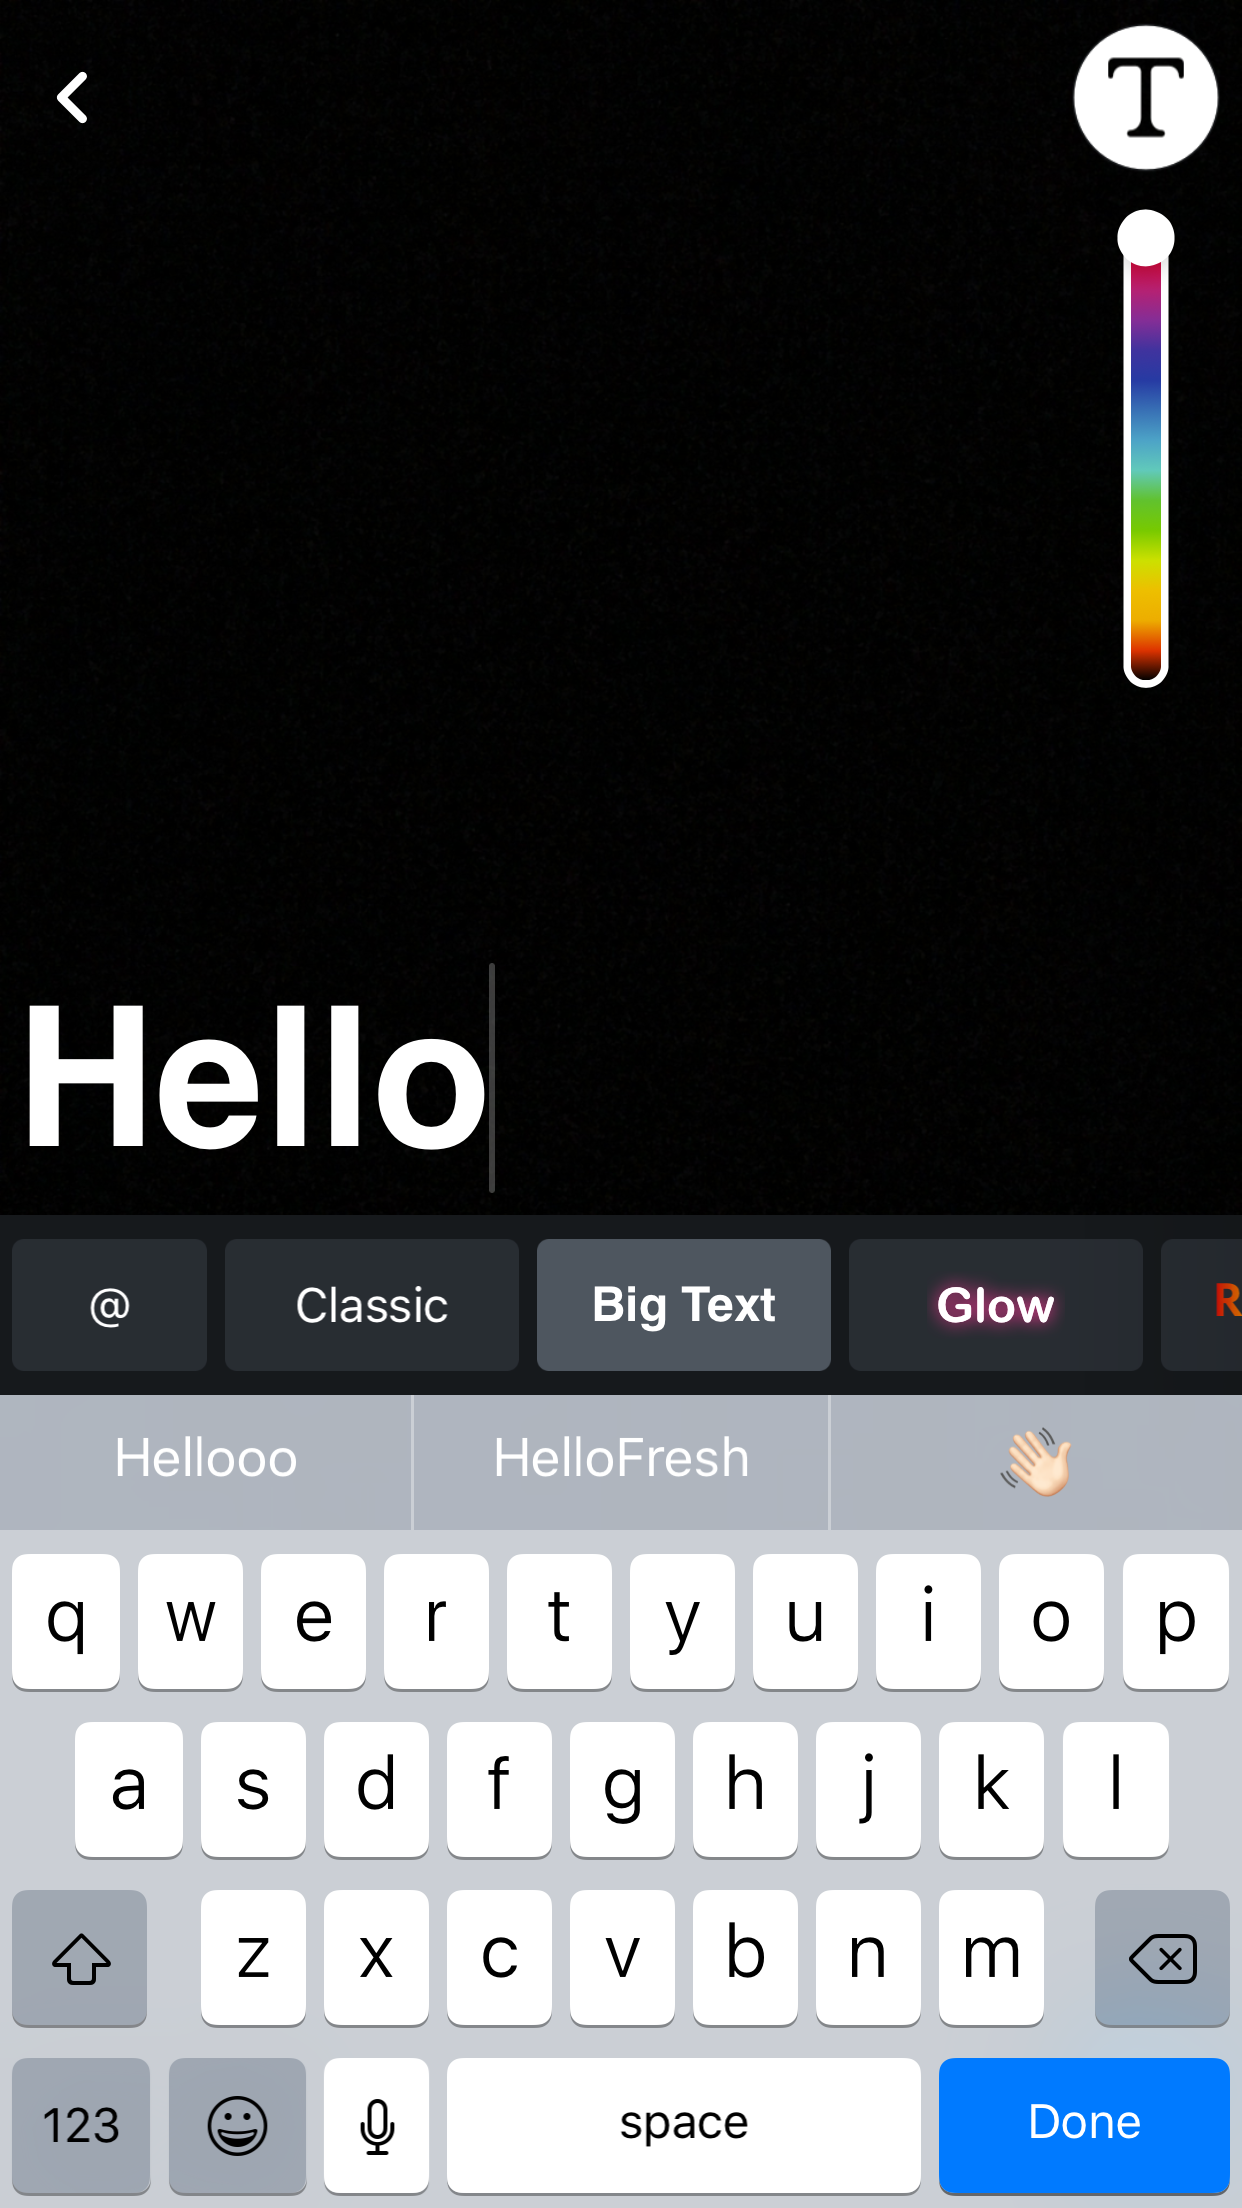 T
Hello
@ Classic Big Text Glow R
Hellooo HelloFresh 👋🏻
q w e r t y u i o p
a s d f g h j k l
z x c v b n m
123 space Done